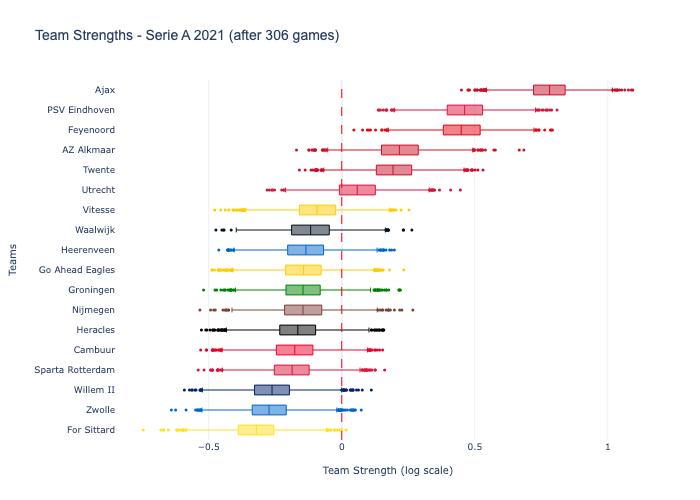 Team Strengths - Serie A 2021 (after 306 games)
Ajax
PSV Eindhoven
Feyenoord
AZ Alkmaar
Twente
Utrecht
Vitesse
Waalwijk
Heerenveen
Go Ahead Eagles
Groningen
Nijmegen
Heracles
Cambuur
Sparta Rotterdam
Willem II
Zwolle
For Sittard
Teams
−0.5 0 0.5 1
Team Strength (log scale)